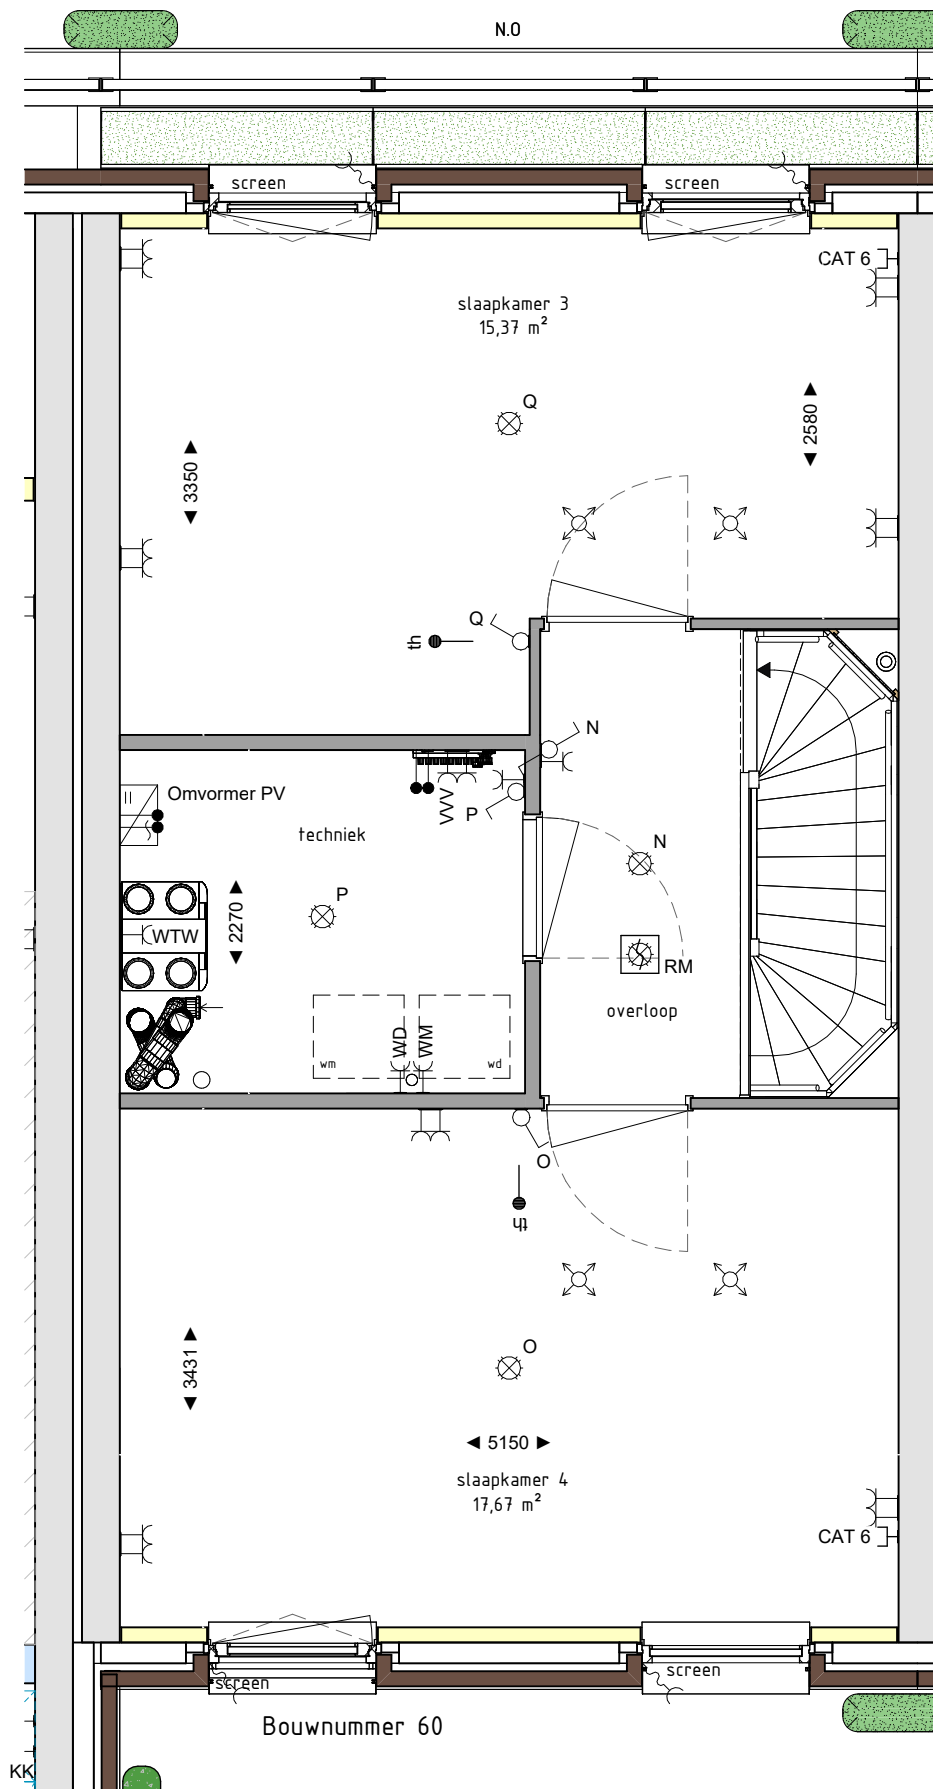 N.O
screen
screen
CAT 6
slaapkamer 3
15,37 m²
Q
2580
3350
Q
th
N
Omvormer PV
VVV
P
techniek
N
P
2270
WTW
RM
overloop
WD
WM
wm
wd
O
th
3431
O
5150
slaapkamer 4
17,67 m²
CAT 6
screen
screen
Bouwnummer 60
KK